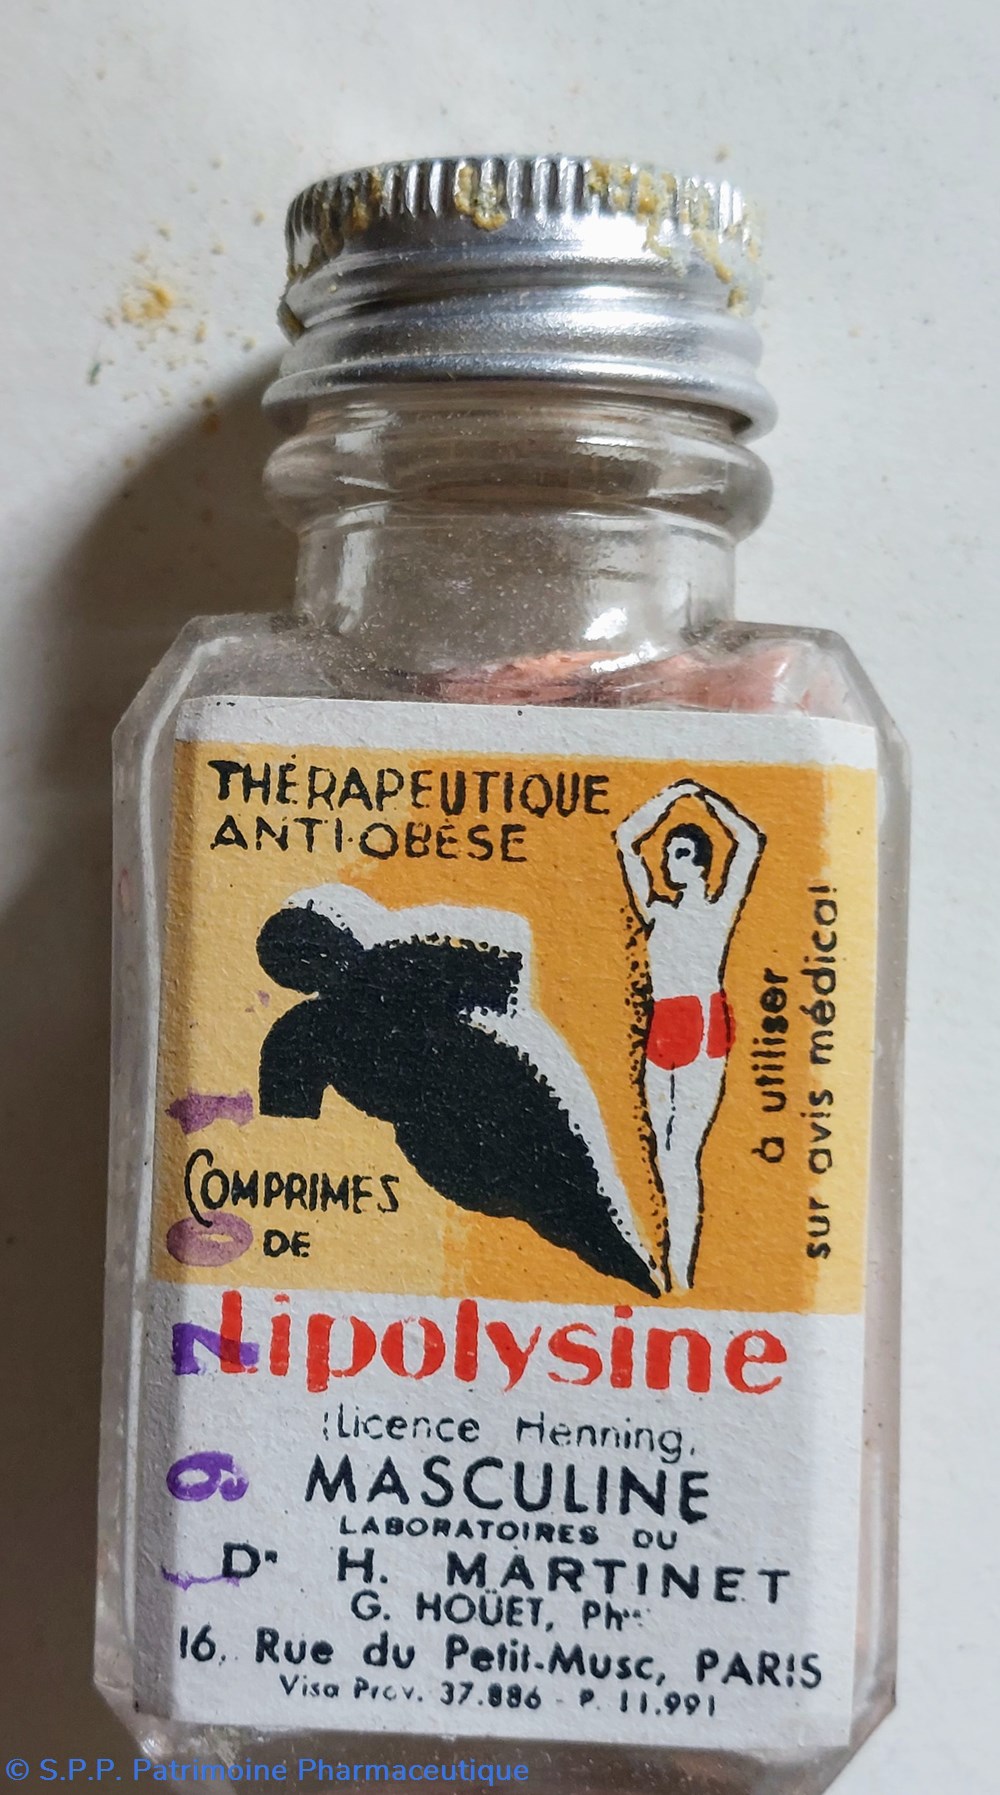 THÉRAPEUTIQUE
ANTI-OBÈSE
à utiliser
sur avis médical
COMPRIMES
DE
Lipolysine
(Licence Henning)
MASCULINE
LABORATOIRES DU
Dr H. MARTINET
G. HOÜET, Phen
16, Rue du Petit-Musc, PARIS
Visa Prov. 37.886 - P. 11.991
© S.P.P. Patrimoine Pharmaceutique